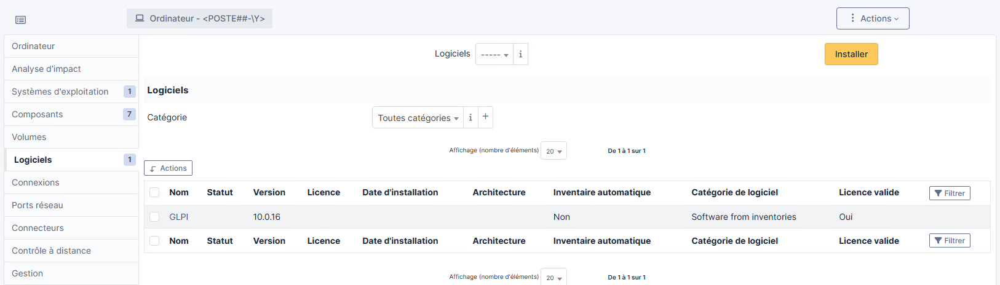 Ordinateur - <POSTE##-\Y>
Actions
Ordinateur
Analyse d'impact
Systèmes d'exploitation 1
Composants 7
Volumes
Logiciels 1
Connexions
Ports réseau
Connecteurs
Contrôle à distance
Gestion
Logiciels ----- i
Installer
Logiciels
Catégorie Toutes catégories i +
Affichage (nombre d'éléments) 20 De 1 à 1 sur 1
Actions
Nom Statut Version Licence Date d'installation Architecture Inventaire automatique Catégorie de logiciel Licence valide Filtrer
GLPI 10.0.16 Non Software from inventories Oui
Nom Statut Version Licence Date d'installation Architecture Inventaire automatique Catégorie de logiciel Licence valide Filtrer
Affichage (nombre d'éléments) 20 De 1 à 1 sur 1